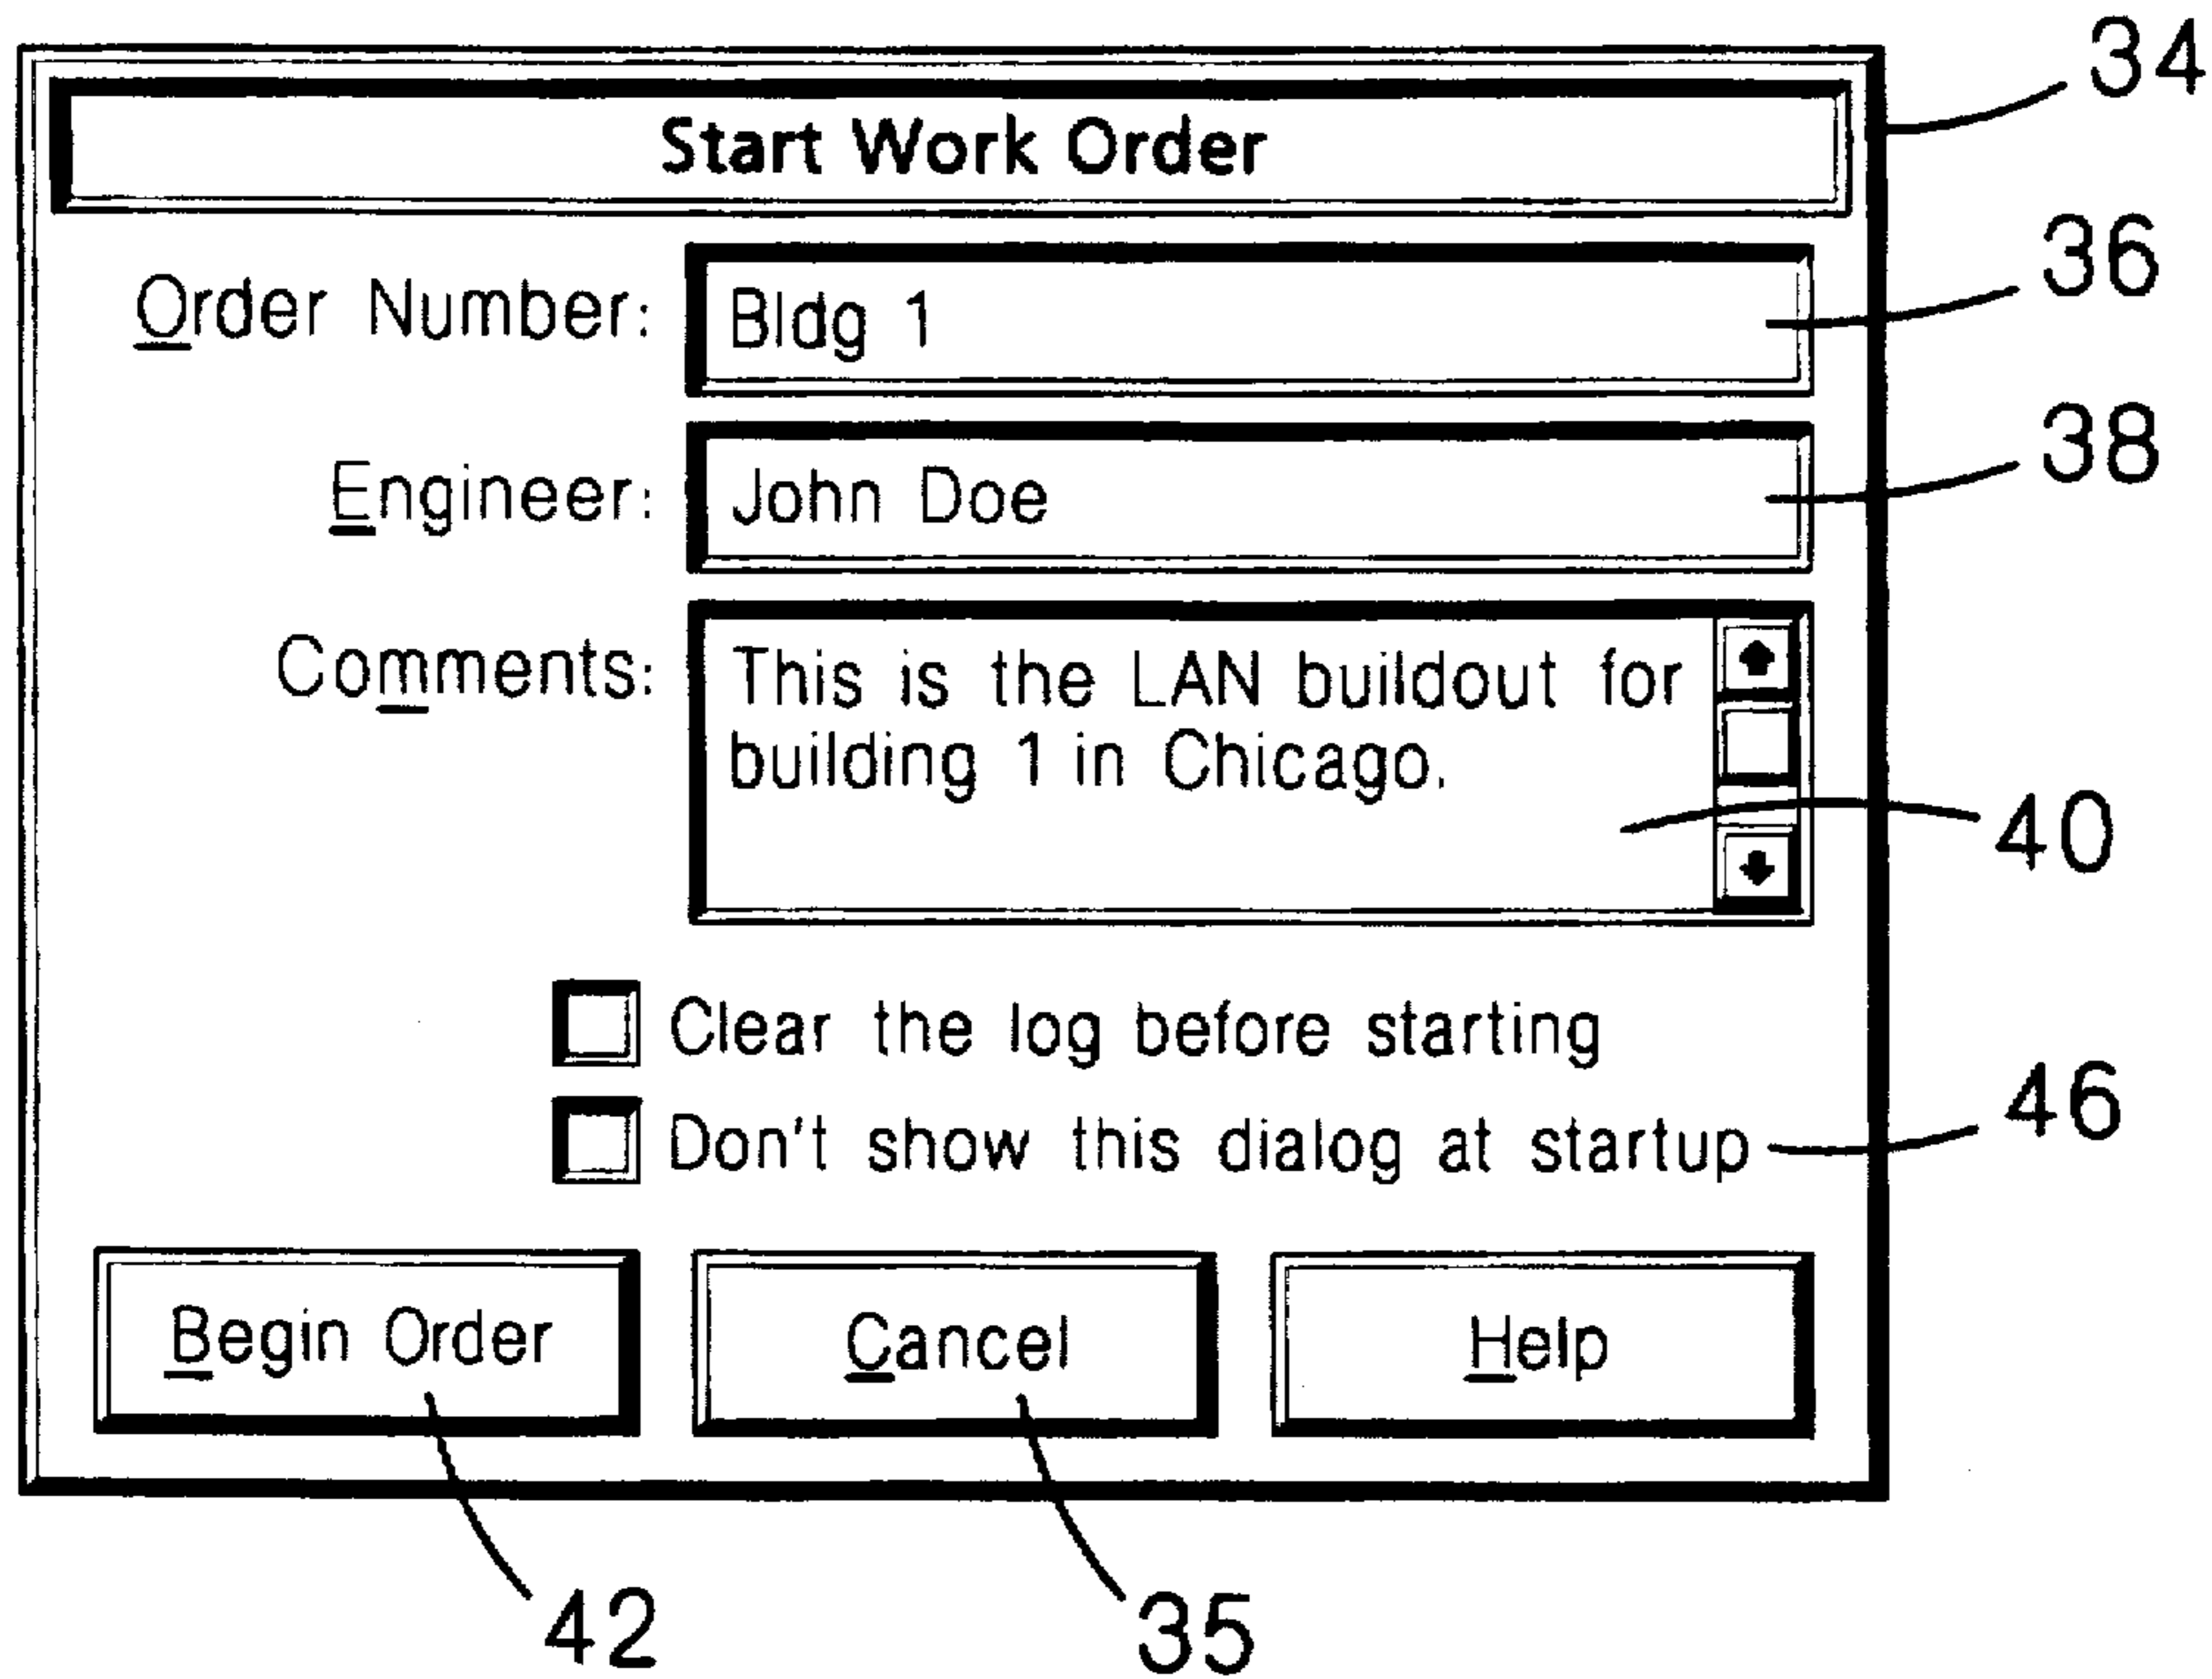 34
Start Work Order
Order Number: Bldg 1 36
Engineer: John Doe 38
Comments: This is the LAN buildout for
building 1 in Chicago.
40
Clear the log before starting
Don't show this dialog at startup 46
Begin Order Cancel Help
42 35